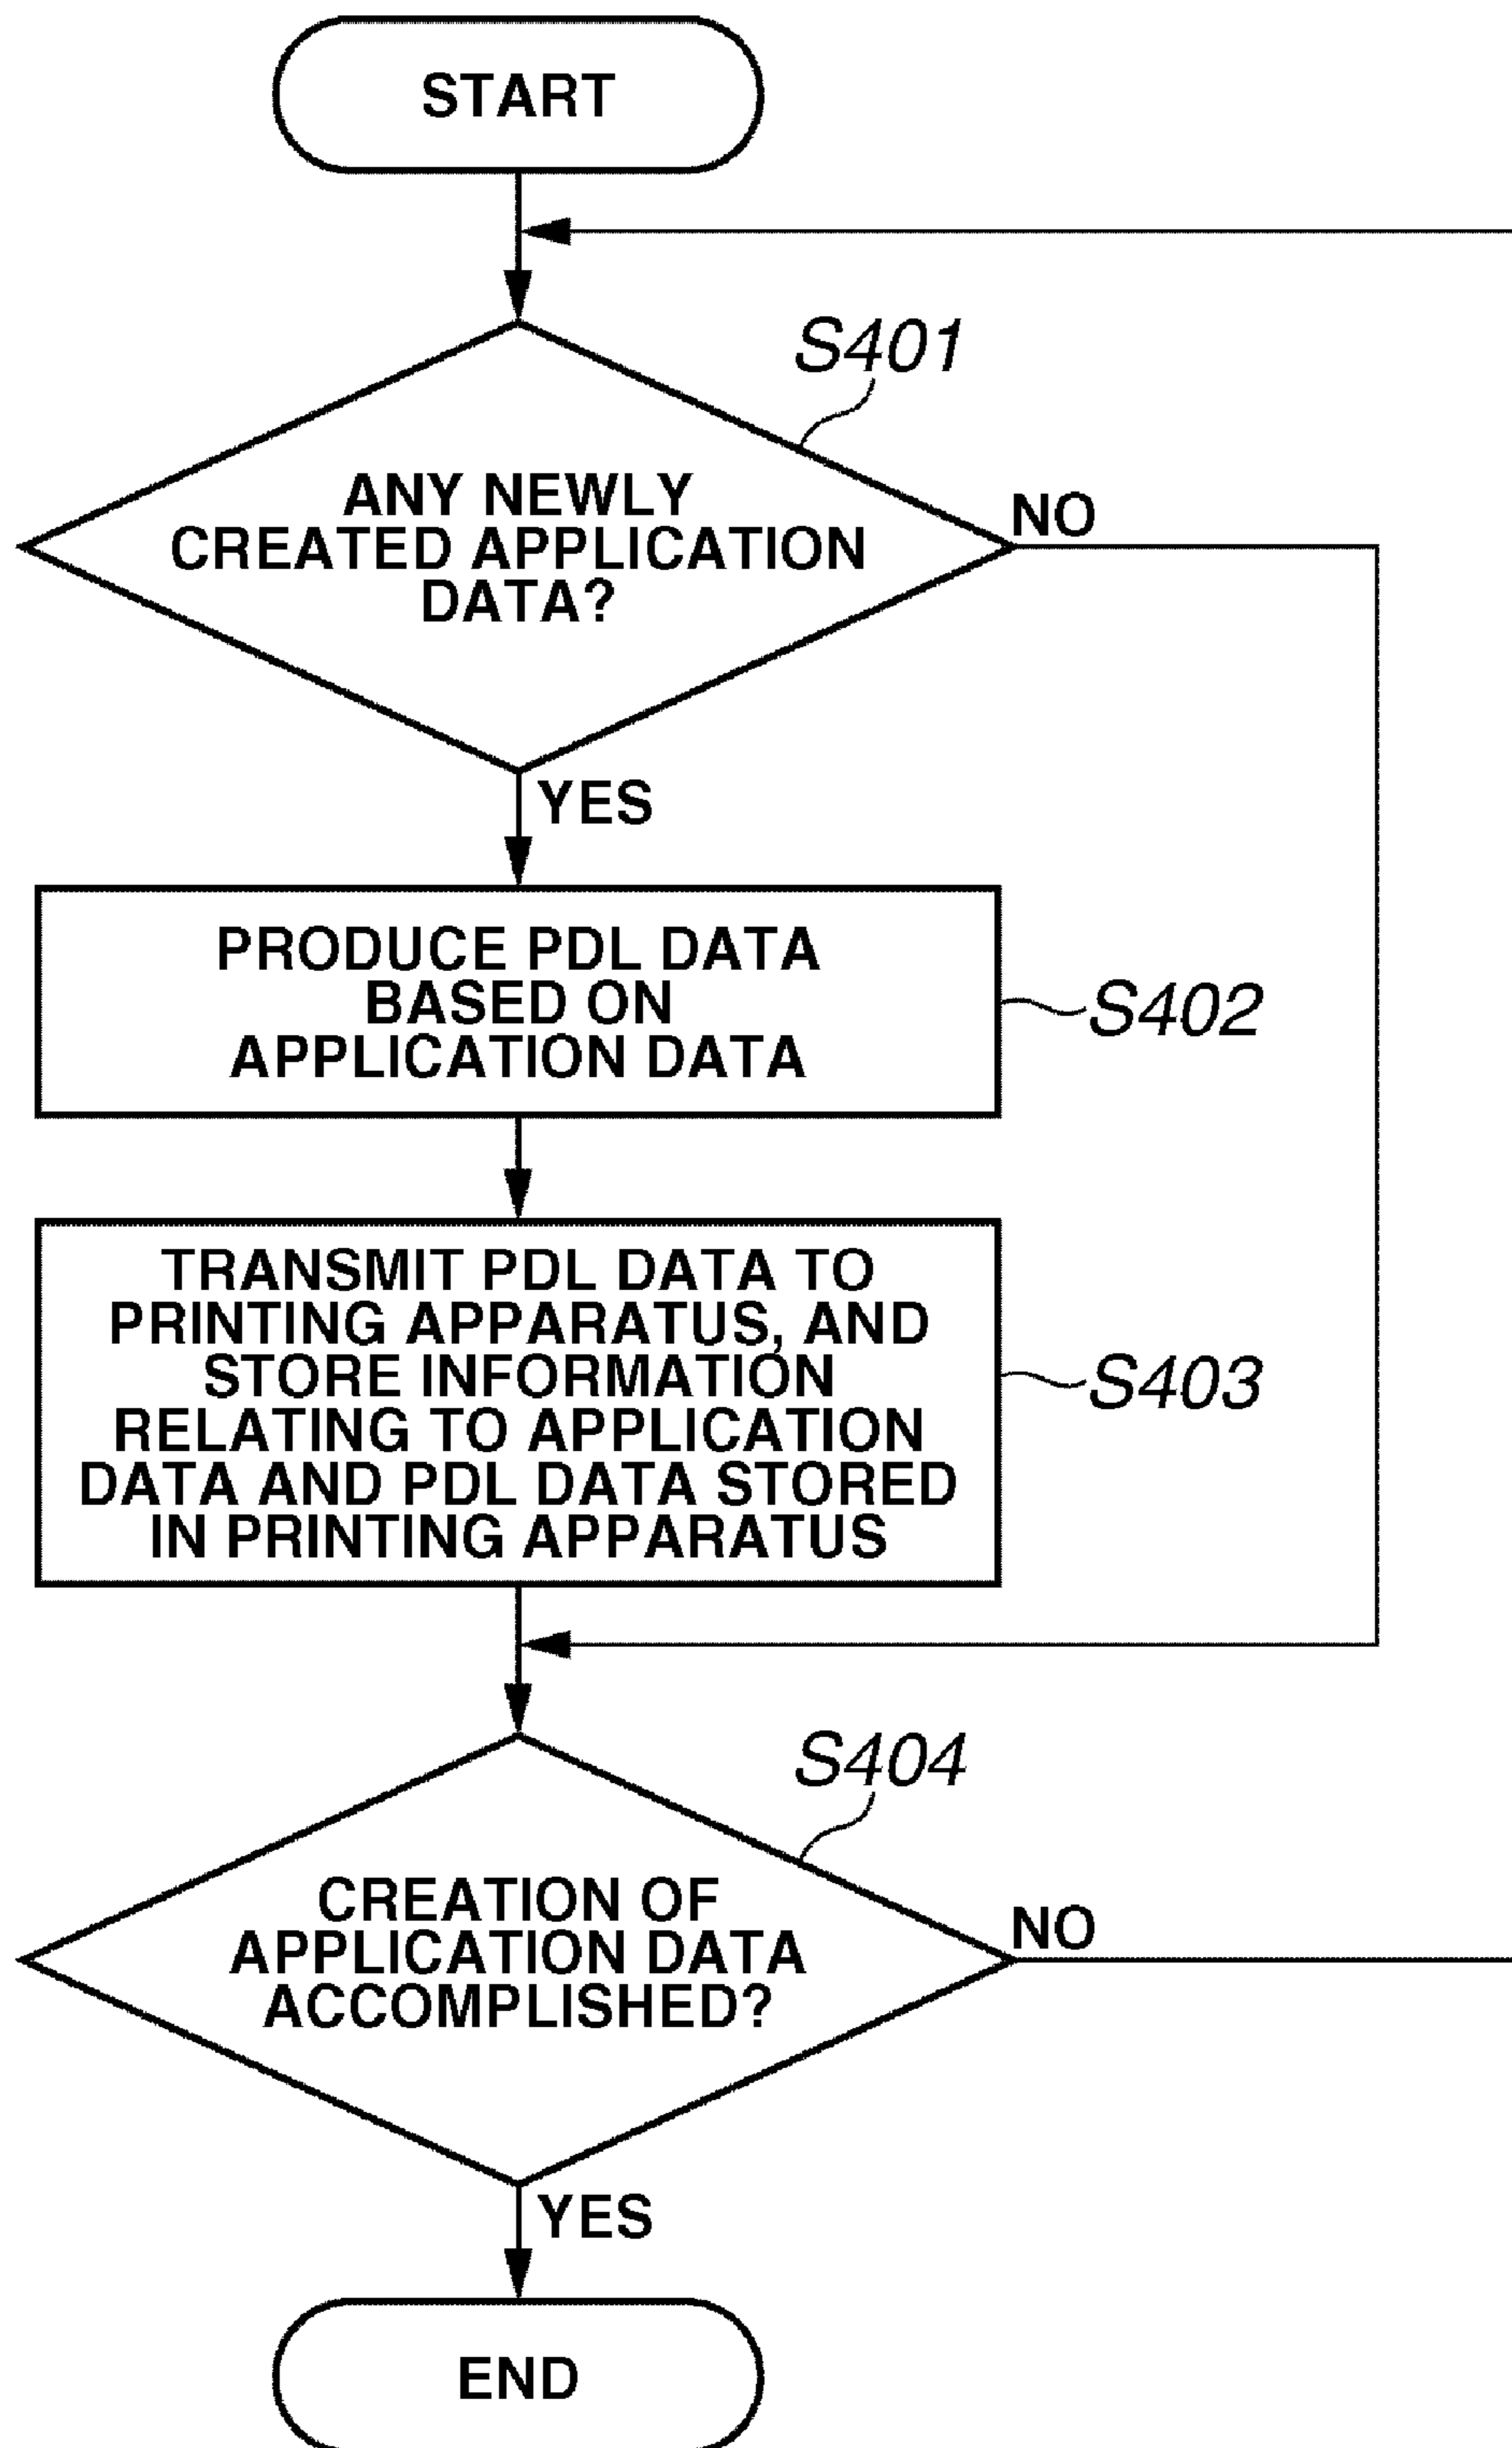 START
S401
ANY NEWLY
CREATED APPLICATION
DATA?
NO
YES
PRODUCE PDL DATA
BASED ON
APPLICATION DATA
S402
TRANSMIT PDL DATA TO
PRINTING APPARATUS, AND
STORE INFORMATION
RELATING TO APPLICATION
DATA AND PDL DATA STORED
IN PRINTING APPARATUS
S403
S404
CREATION OF
APPLICATION DATA
ACCOMPLISHED?
NO
YES
END